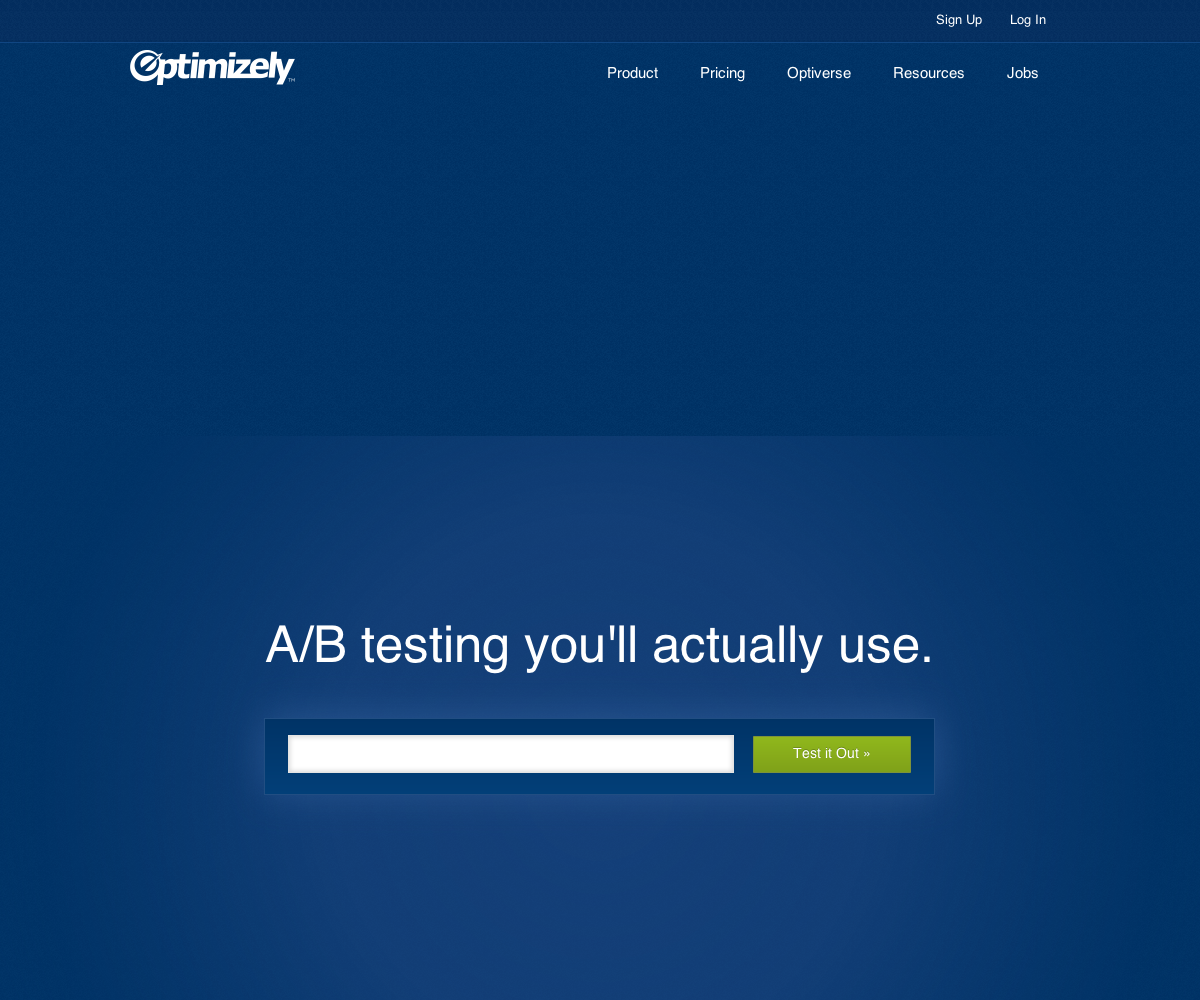 Sign Up Log In
Optimizely™
Product Pricing Optiverse Resources Jobs
A/B testing you'll actually use.
Test it Out »